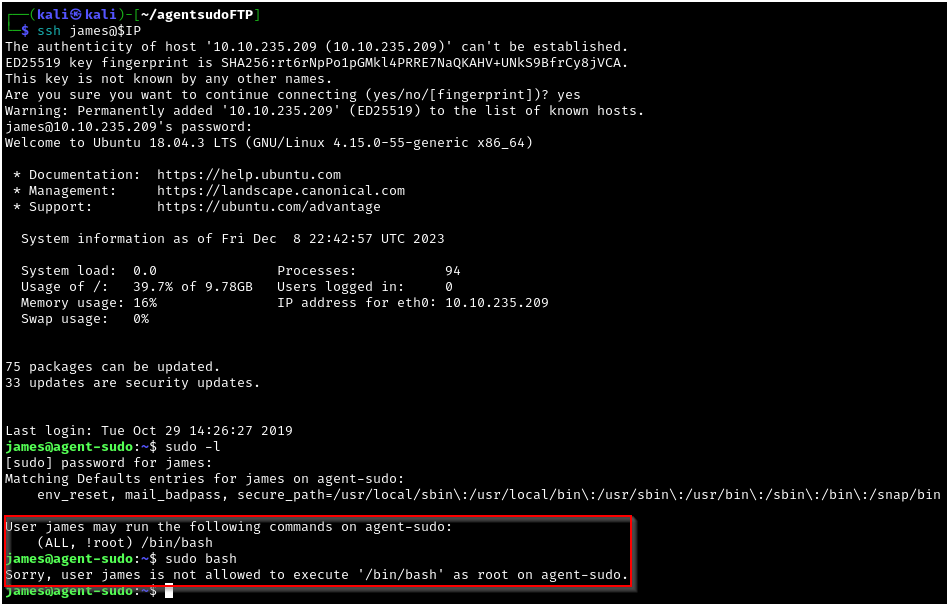 ┌──(kali㉿kali)-[~/agentsudoFTP]
└─$ ssh james@$IP
The authenticity of host '10.10.235.209 (10.10.235.209)' can't be established.
ED25519 key fingerprint is SHA256:rt6rNpPo1pGMkl4PRRE7NaQKAHV+UNkS9BfrCy8jVCA.
This key is not known by any other names.
Are you sure you want to continue connecting (yes/no/[fingerprint])? yes
Warning: Permanently added '10.10.235.209' (ED25519) to the list of known hosts.
james@10.10.235.209's password:
Welcome to Ubuntu 18.04.3 LTS (GNU/Linux 4.15.0-55-generic x86_64)
* Documentation:  https://help.ubuntu.com
* Management:     https://landscape.canonical.com
* Support:        https://ubuntu.com/advantage
System information as of Fri Dec  8 22:42:57 UTC 2023
System load:  0.0               Processes:           94
Usage of /:   39.7% of 9.78GB   Users logged in:     0
Memory usage: 16%               IP address for eth0: 10.10.235.209
Swap usage:   0%
75 packages can be updated.
33 updates are security updates.
Last login: Tue Oct 29 14:26:27 2019
james@agent-sudo:~$ sudo -l
[sudo] password for james:
Matching Defaults entries for james on agent-sudo:
    env_reset, mail_badpass, secure_path=/usr/local/sbin\:/usr/local/bin\:/usr/sbin\:/usr/bin\:/sbin\:/bin\:/snap/bin
User james may run the following commands on agent-sudo:
    (ALL, !root) /bin/bash
james@agent-sudo:~$ sudo bash
Sorry, user james is not allowed to execute '/bin/bash' as root on agent-sudo.
james@agent-sudo:~$